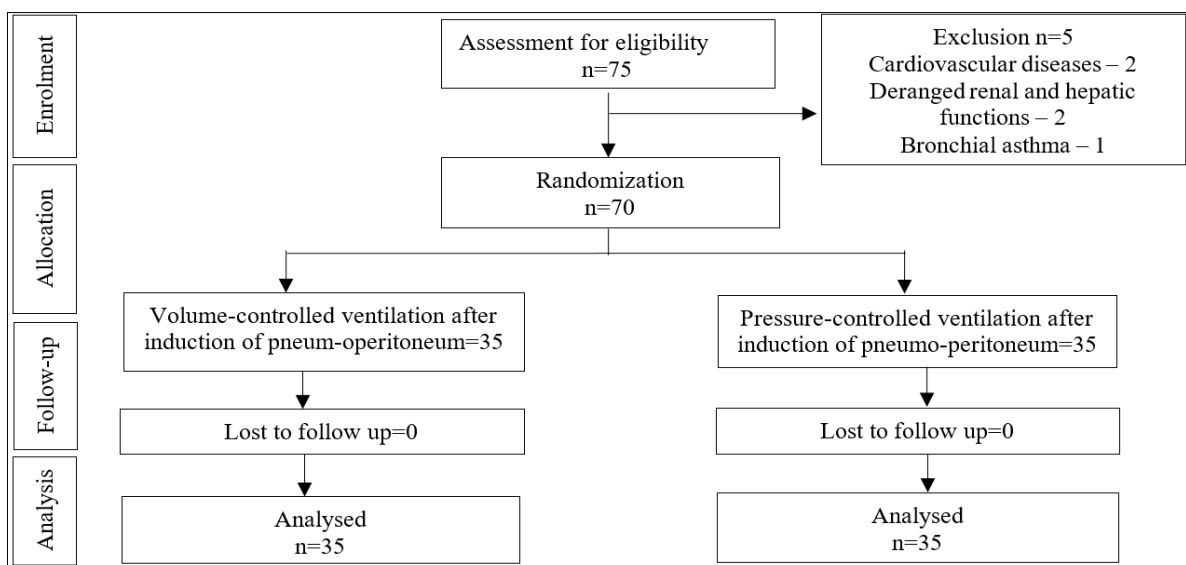 Enrolment
Assessment for eligibility
n=75
Exclusion n=5
Cardiovascular diseases – 2
Deranged renal and hepatic
functions – 2
Bronchial asthma – 1
Allocation
Randomization
n=70
Volume-controlled ventilation after
induction of pneum-operitoneum=35
Pressure-controlled ventilation after
induction of pneumo-peritoneum=35
Follow-up
Lost to follow up=0
Lost to follow up=0
Analysis
Analysed
n=35
Analysed
n=35